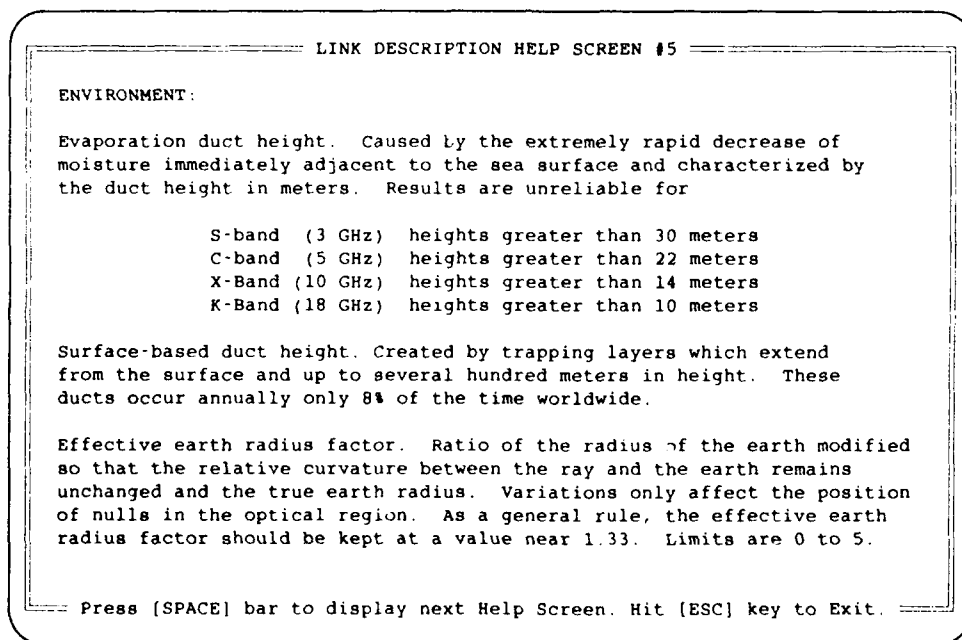 LINK DESCRIPTION HELP SCREEN #5
ENVIRONMENT:
Evaporation duct height. Caused by the extremely rapid decrease of
moisture immediately adjacent to the sea surface and characterized by
the duct height in meters. Results are unreliable for
S-band (3 GHz) heights greater than 30 meters
C-band (5 GHz) heights greater than 22 meters
X-Band (10 GHz) heights greater than 14 meters
K-Band (18 GHz) heights greater than 10 meters
Surface-based duct height. Created by trapping layers which extend
from the surface and up to several hundred meters in height. These
ducts occur annually only 8% of the time worldwide.
Effective earth radius factor. Ratio of the radius of the earth modified
so that the relative curvature between the ray and the earth remains
unchanged and the true earth radius. Variations only affect the position
of nulls in the optical region. As a general rule, the effective earth
radius factor should be kept at a value near 1.33. Limits are 0 to 5.
Press [SPACE] bar to display next Help Screen. Hit [ESC] key to Exit.